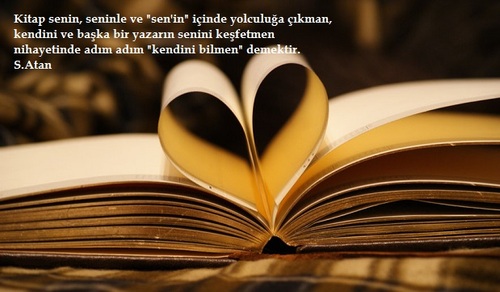 Kitap senin, seninle ve "sen'in" içinde yolculuğa çıkman,
kendini ve başka bir yazarın senini keşfetmen
nihayetinde adım adım "kendini bilmen" demektir.
S.Atan